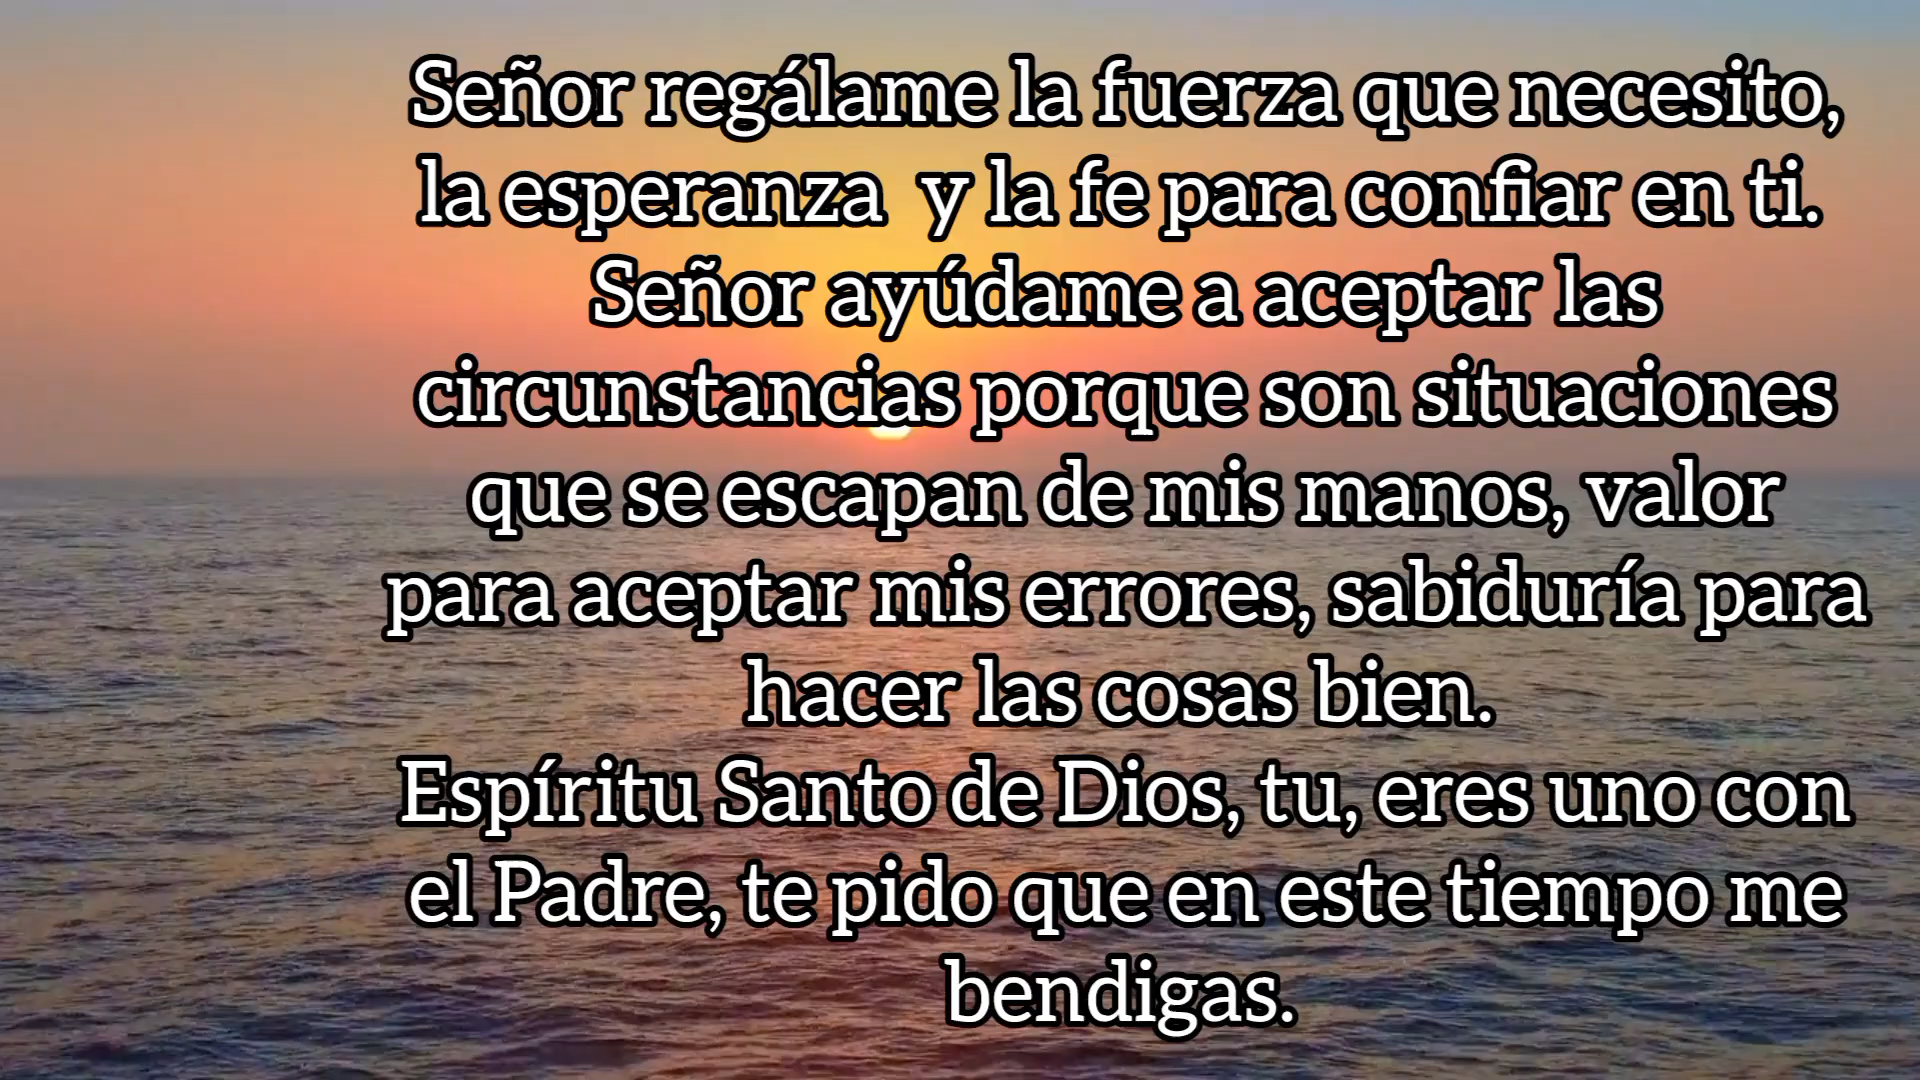 Señor regálame la fuerza que necesito,
la esperanza  y la fe para confiar en ti.
Señor ayúdame a aceptar las
circunstancias porque son situaciones
que se escapan de mis manos, valor
para aceptar mis errores, sabiduría para
hacer las cosas bien.
Espíritu Santo de Dios, tu, eres uno con
el Padre, te pido que en este tiempo me
bendigas.